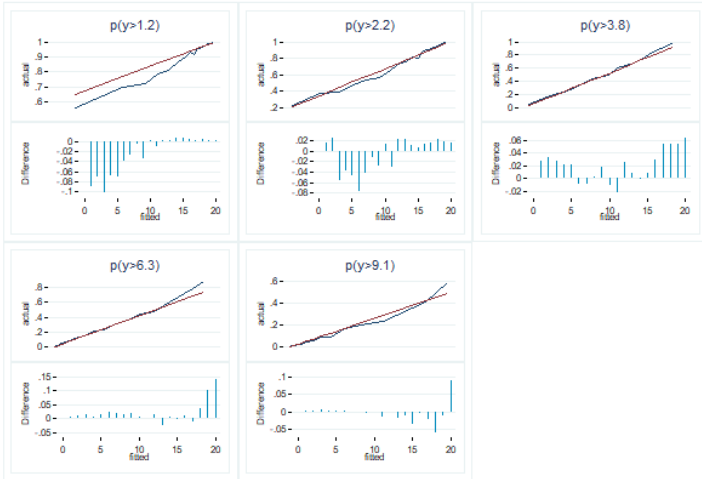 p(y>1.2)
actual
1
.9
.8
.7
.6
Difference
0
-.02
-.04
-.06
-.08
-.1
0 5 10 15 20
fitted
p(y>2.2)
actual
1
.8
.6
.4
.2
Difference
.02
0
-.02
-.04
-.06
-.08
0 5 10 15 20
fitted
p(y>3.8)
actual
1
.8
.6
.4
.2
0
Difference
.06
.04
.02
0
-.02
0 5 10 15 20
fitted
p(y>6.3)
actual
.8
.6
.4
.2
0
Difference
.15
.1
.05
0
-.05
0 5 10 15 20
fitted
p(y>9.1)
actual
.6
.4
.2
0
Difference
.1
.05
0
-.05
0 5 10 15 20
fitted